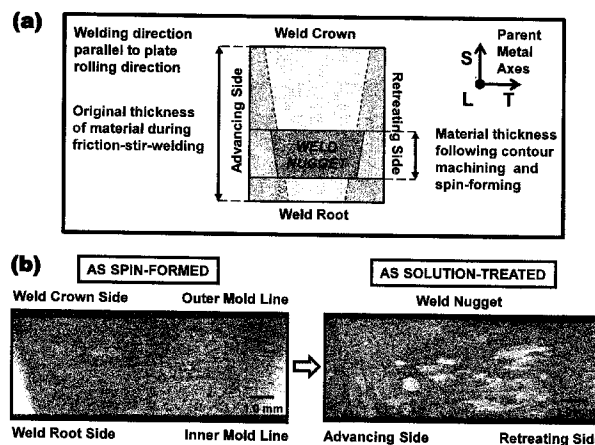 (a)
Welding direction
parallel to plate
rolling direction
Original thickness
of material during
friction-stir-welding
Weld Crown
Advancing Side
WELD
NUGGET
Retreating Side
Weld Root
Parent
Metal
Axes
S
L T
Material thickness
following contour
machining and
spin-forming
(b)
AS SPIN-FORMED
Weld Crown Side Outer Mold Line
mm
Weld Root Side Inner Mold Line
AS SOLUTION-TREATED
Weld Nugget
Advancing Side Retreating Sid